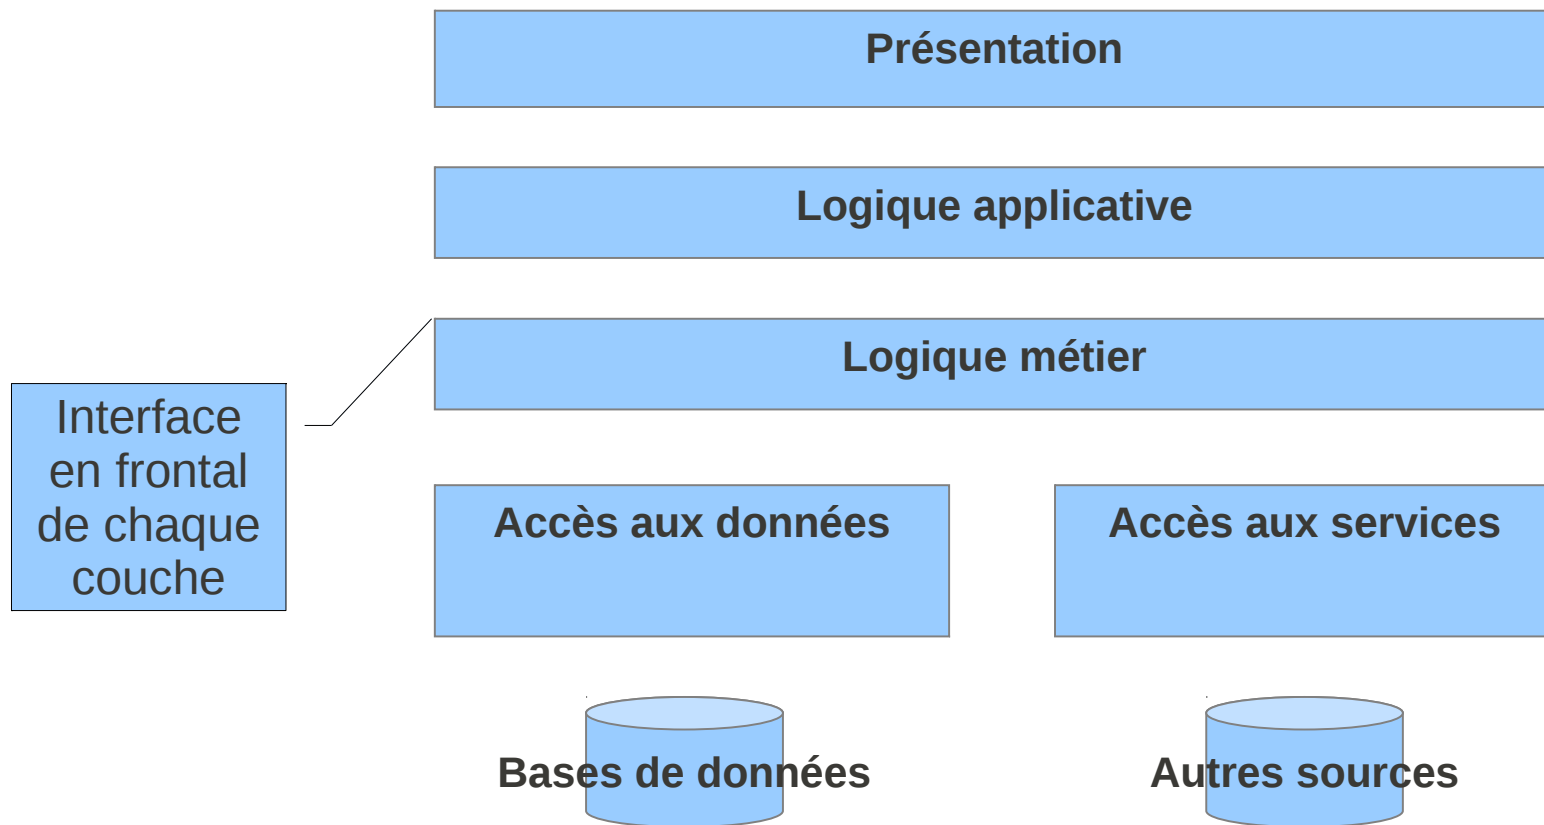 Présentation
Logique applicative
Logique métier
Interface
en frontal
de chaque
couche
Accès aux données
Accès aux services
Bases de données
Autres sources